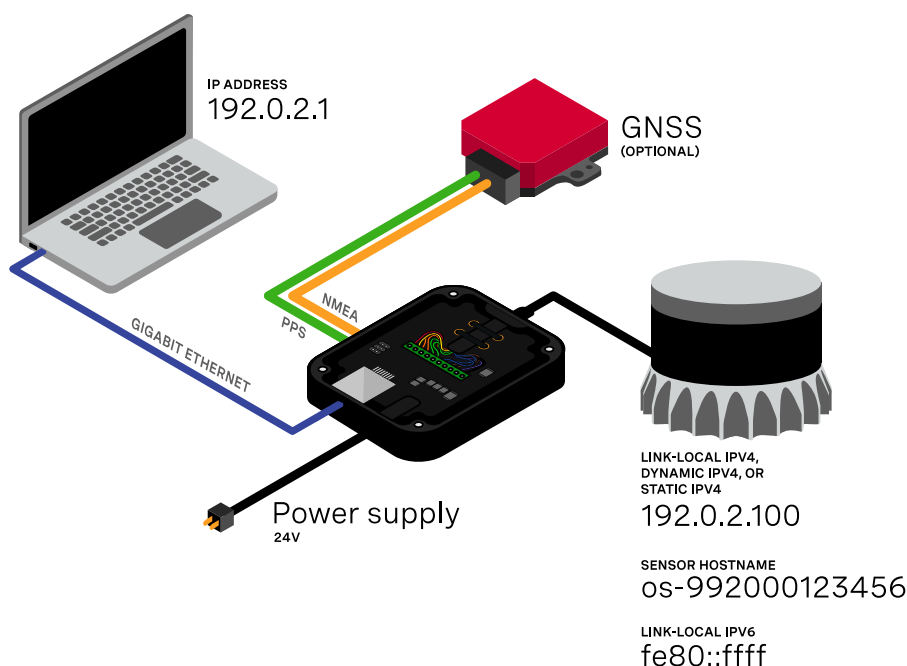 IP ADDRESS
192.0.2.1
GNSS
(OPTIONAL)
NMEA
PPS
GIGABIT ETHERNET
Power supply
24V
LINK-LOCAL IPV4,
DYNAMIC IPV4, OR
STATIC IPV4
192.0.2.100
SENSOR HOSTNAME
os-992000123456
LINK-LOCAL IPV6
fe80::ffff